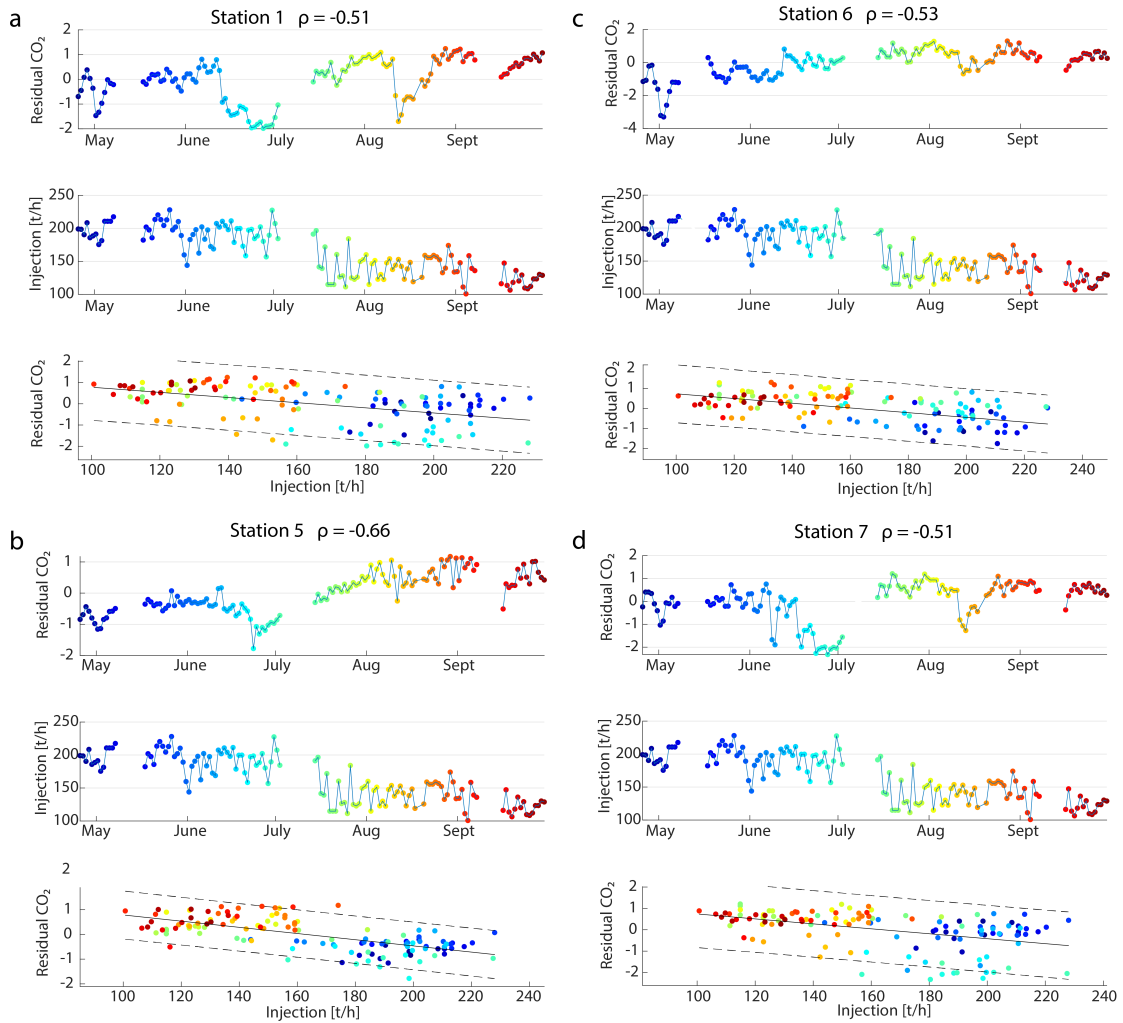 a
Station 1 ρ = -0.51
Residual CO₂
2
1
0
-1
-2
May June July Aug Sept
Injection [t/h]
250
200
150
100
May June July Aug Sept
Residual CO₂
2
1
0
-1
-2
100 120 140 160 180 200 220
Injection [t/h]
c
Station 6 ρ = -0.53
Residual CO₂
2
0
-2
-4
May June July Aug Sept
Injection [t/h]
250
200
150
100
May June July Aug Sept
Residual CO₂
2
1
0
-1
-2
100 120 140 160 180 200 220 240
Injection [t/h]
b
Station 5 ρ = -0.66
Residual CO₂
1
0
-1
-2
May June July Aug Sept
Injection [t/h]
250
200
150
100
May June July Aug Sept
Residual CO₂
2
1
0
-1
-2
100 120 140 160 180 200 220 240
Injection [t/h]
d
Station 7 ρ = -0.51
Residual CO₂
2
1
0
-1
-2
May June July Aug Sept
Injection [t/h]
250
200
150
100
May June July Aug Sept
Residual CO₂
2
1
0
-1
-2
100 120 140 160 180 200 220 240
Injection [t/h]